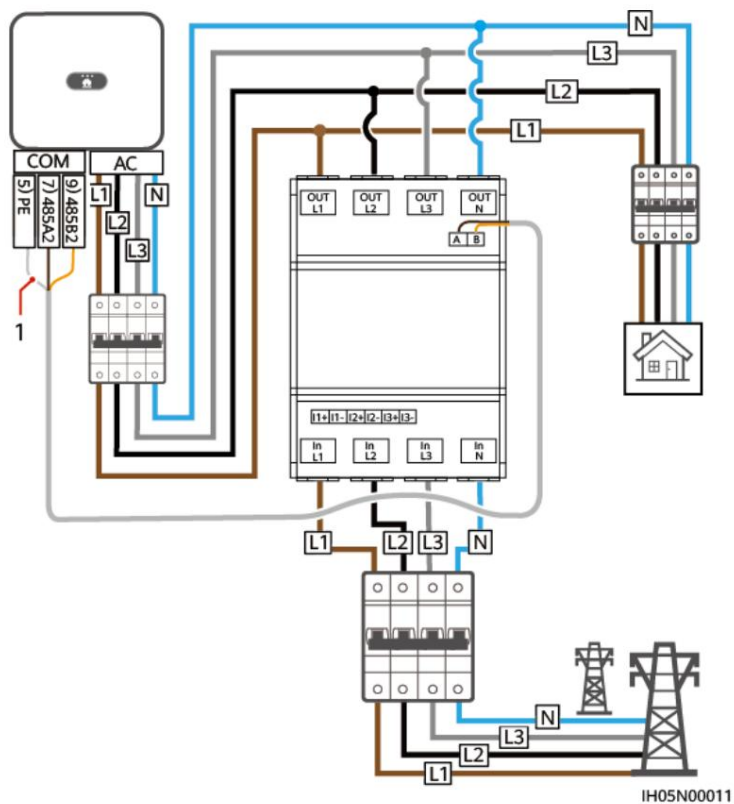 N
L3
L2
L1
COM
AC
5) PE
7) 485A2
9) 485B2
L1
L2
L3
N
1
OUT L1
OUT L2
OUT L3
OUT N
A B
I1+ I1- I2+ I2- I3+ I3-
In L1
In L2
In L3
In N
L1
L2
L3
N
N
L3
L2
L1
IH05N00011